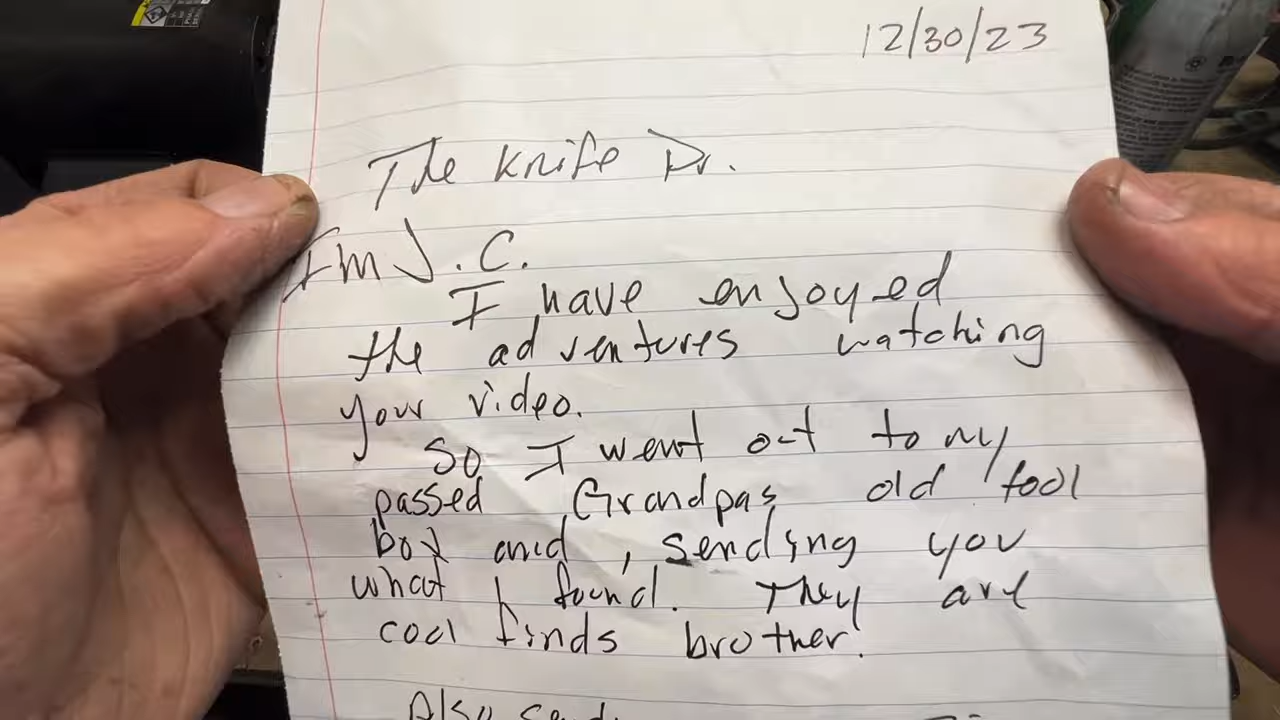 12/30/23
The Knife Dr.
I'm J.C.
I have enjoyed
the adventures watching
your video.
So I went out to my
passed Grandpas old tool
box and, sending you
what I found. They are
cool finds brother!
Also